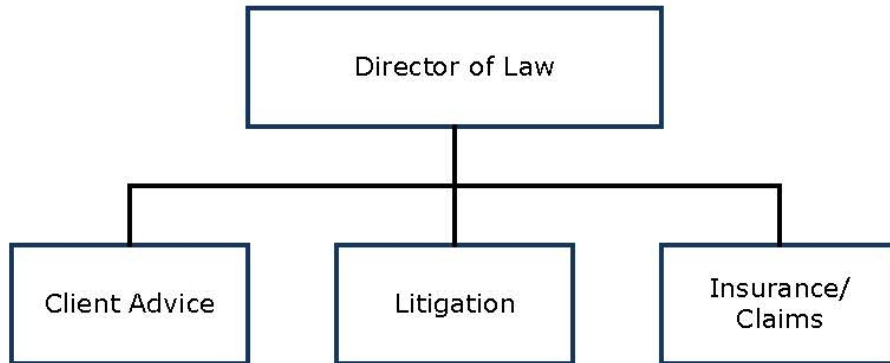 Director of Law
Client Advice
Litigation
Insurance/
Claims